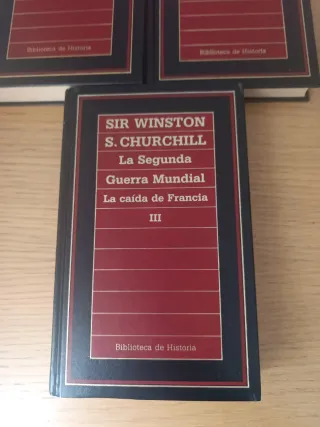 Biblioteca de Historia
Biblioteca de Historia
SIR WINSTON
S. CHURCHILL
La Segunda
Guerra Mundial
La caída de Francia
III
Biblioteca de Historia